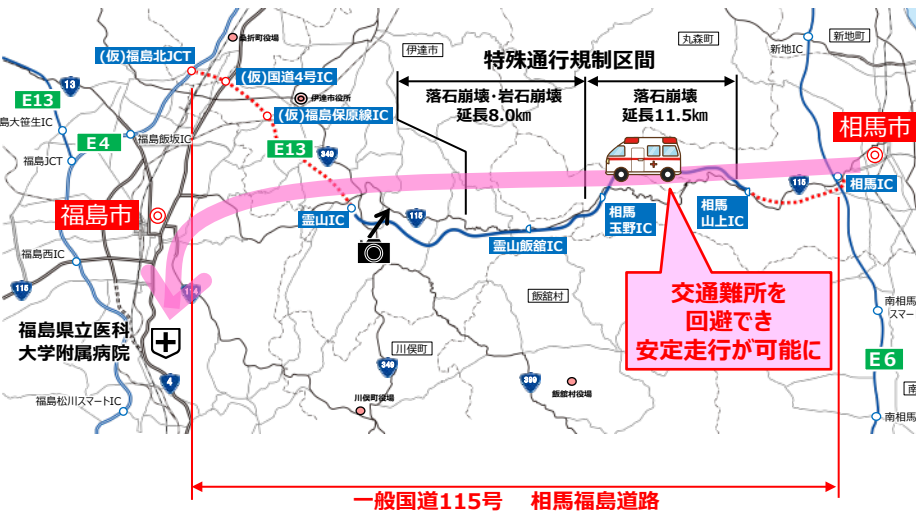 桑折町役場
(仮)福島北JCT
伊達市
特殊通行規制区間
丸森町
新地IC
新地町
13
(仮)国道4号IC
落石崩壊・岩石崩壊
延長8.0km
落石崩壊
延長11.5km
E13
伊達市役所
島大笹生IC
(仮)福島保原線IC
相馬市
E4
福島飯坂IC
E13
349
福島JCT
115
相馬IC
福島市
霊山IC
115
相馬
玉野IC
相馬
山上IC
霊山飯舘IC
福島西IC
115
114
飯舘村
交通難所を
回避でき
安定走行が可能に
南相馬
スマー
福島県立医科
大学附属病院
川俣町
349
399
E6
4
飯舘村役場
南
福島松川スマートIC
川俣町役場
南相馬
一般国道115号 相馬福島道路